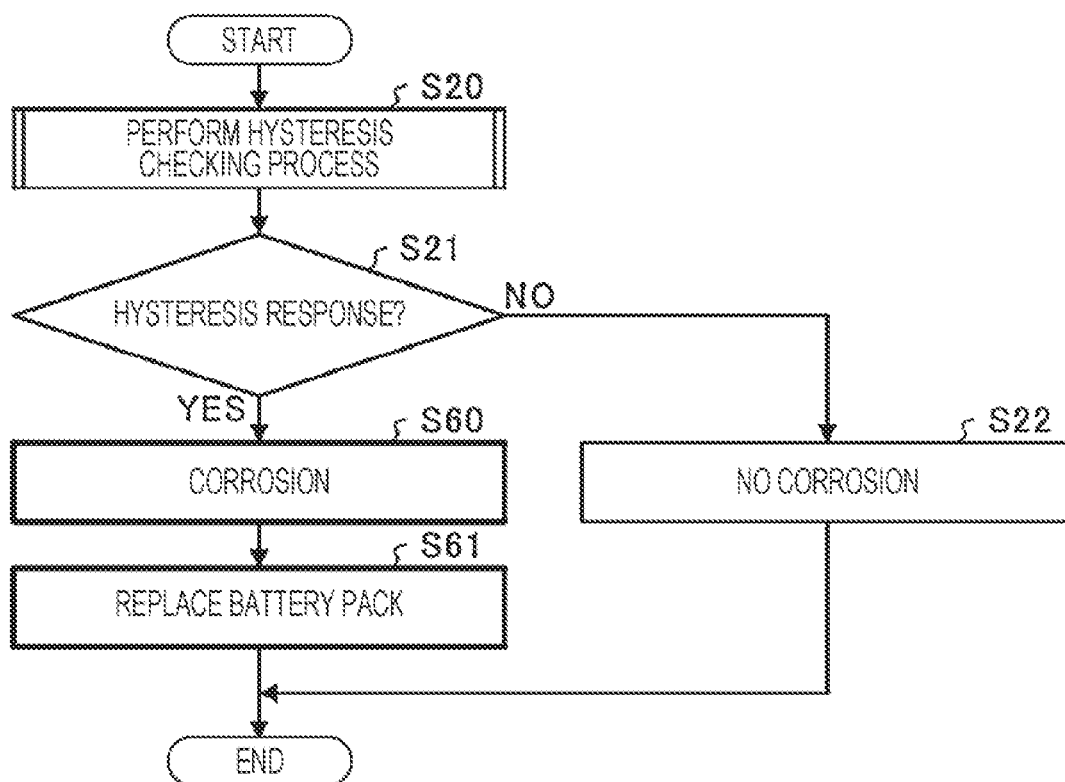 START
S20
PERFORM HYSTERESIS
CHECKING PROCESS
S21
HYSTERESIS RESPONSE?
NO
YES
S60
CORROSION
S22
NO CORROSION
S61
REPLACE BATTERY PACK
END